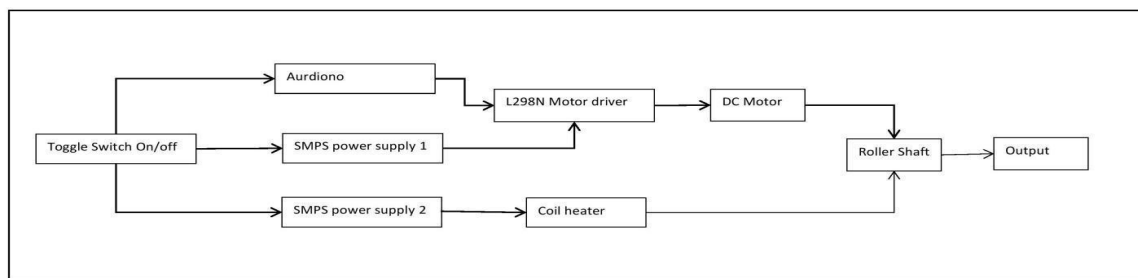 Aurdiono
L298N Motor driver
DC Motor
Toggle Switch On/off
SMPS power supply 1
Roller Shaft
Output
SMPS power supply 2
Coil heater